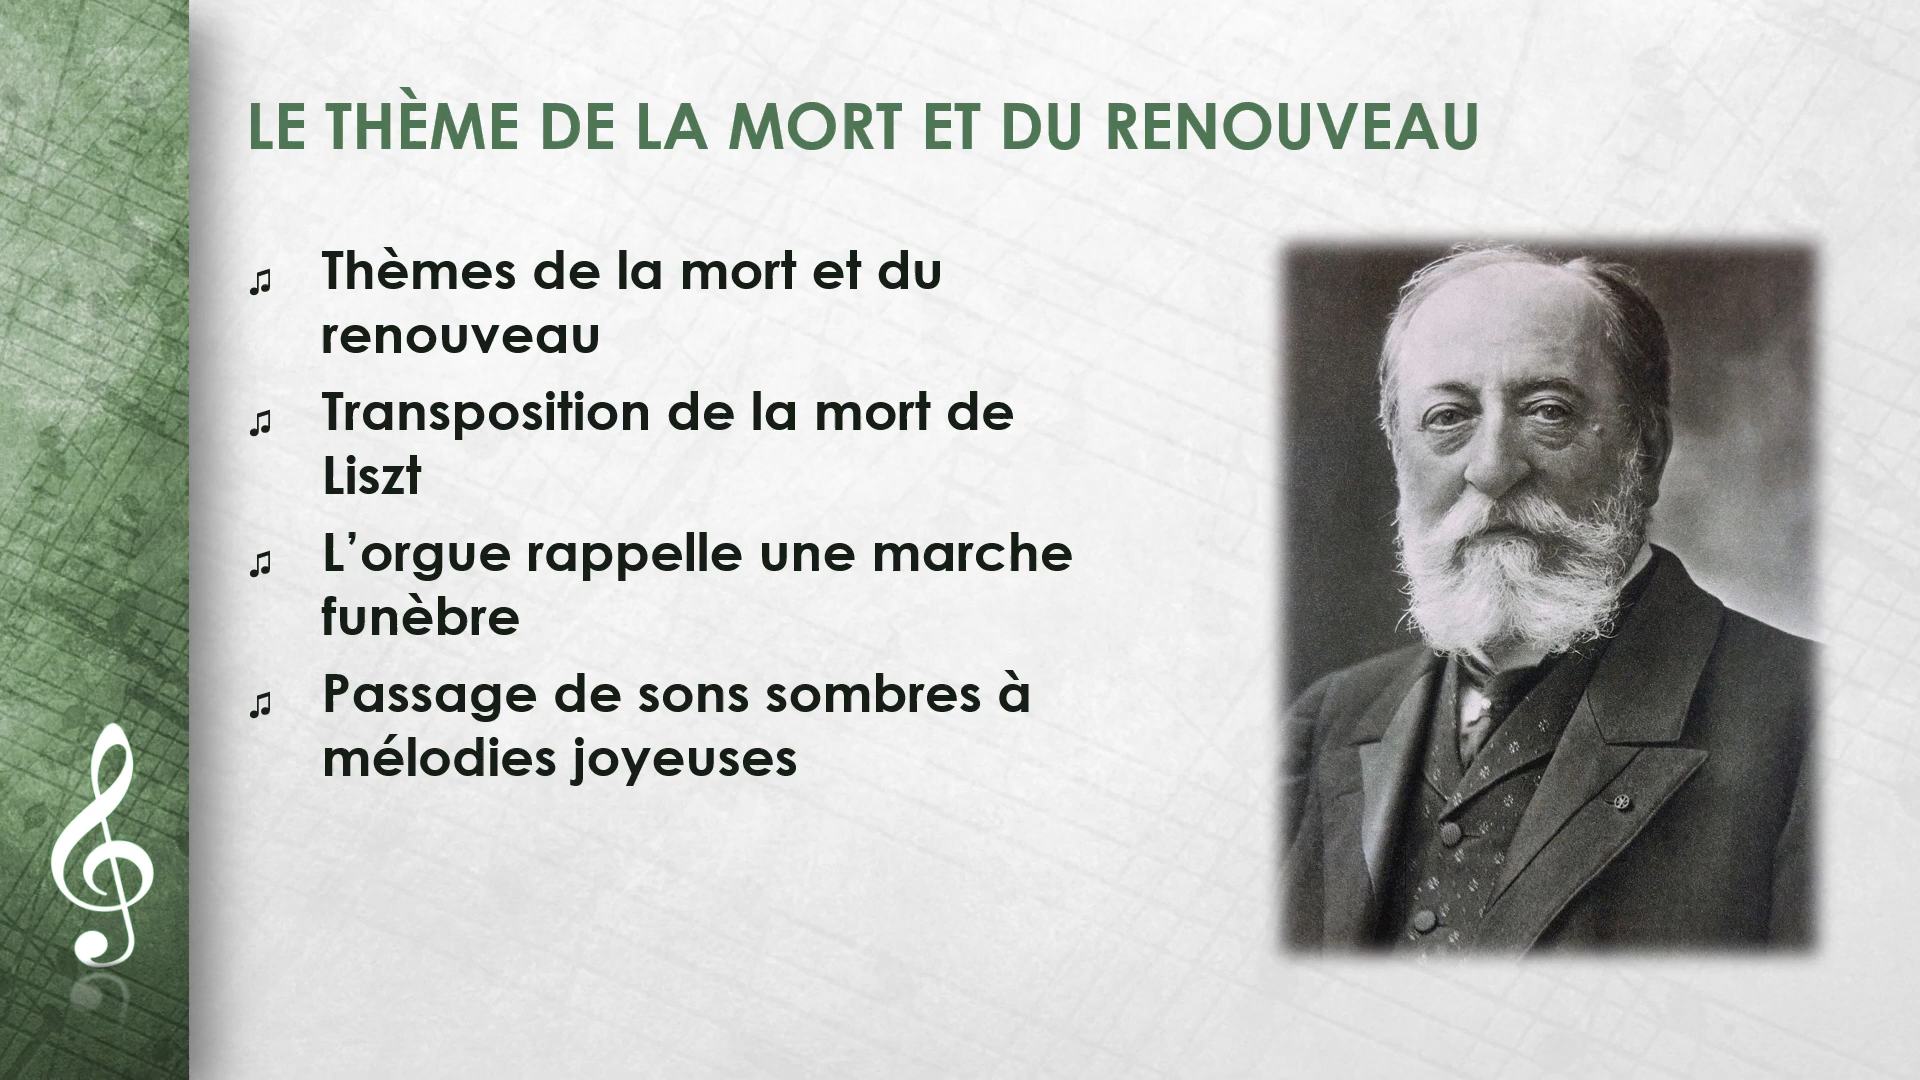 LE THÈME DE LA MORT ET DU RENOUVEAU
♫ Thèmes de la mort et du
renouveau
♫ Transposition de la mort de
Liszt
♫ L’orgue rappelle une marche
funèbre
♫ Passage de sons sombres à
mélodies joyeuses